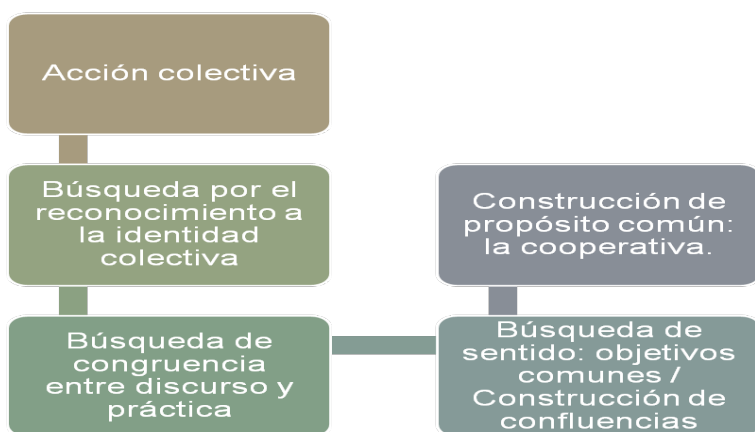 Acción colectiva
Búsqueda por el
reconocimiento a
la identidad
colectiva
Búsqueda de
congruencia
entre discurso y
práctica
Búsqueda de
sentido: objetivos
comunes /
Construcción de
confluencias
Construcción de
propósito común:
la cooperativa.